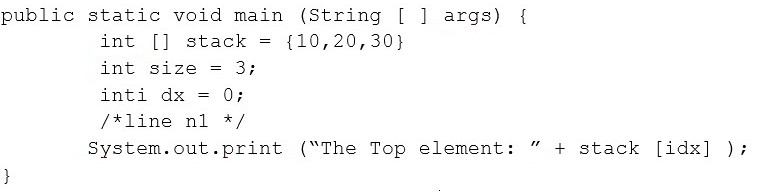 public static void main (String [ ] args) {
int [] stack = {10,20,30}
int size = 3;
inti dx = 0;
/*line n1 */
System.out.print (“The Top element: ” + stack [idx] );
}